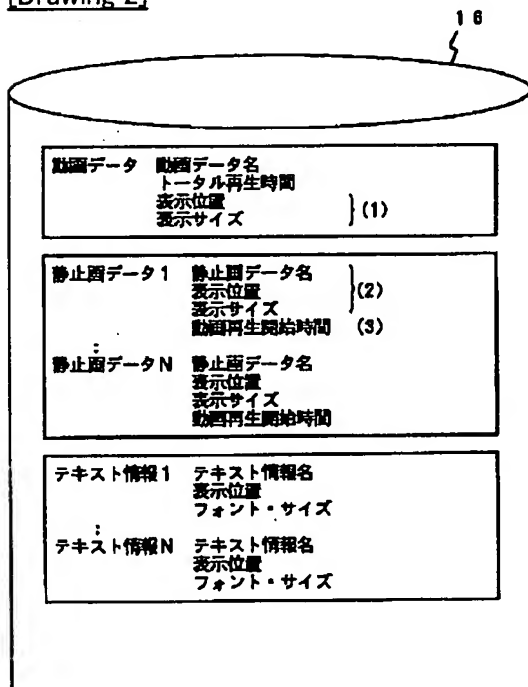 [Drawing 2]
16
動画データ 動画データ名
トータル再生時間
表示位置
表示サイズ
(1)
静止画データ1 静止画データ名
表示位置
表示サイズ
(2)
動画再生開始時間 (3)
:
静止画データN 静止画データ名
表示位置
表示サイズ
動画再生開始時間
テキスト情報1 テキスト情報名
表示位置
フォント・サイズ
:
テキスト情報N テキスト情報名
表示位置
フォント・サイズ